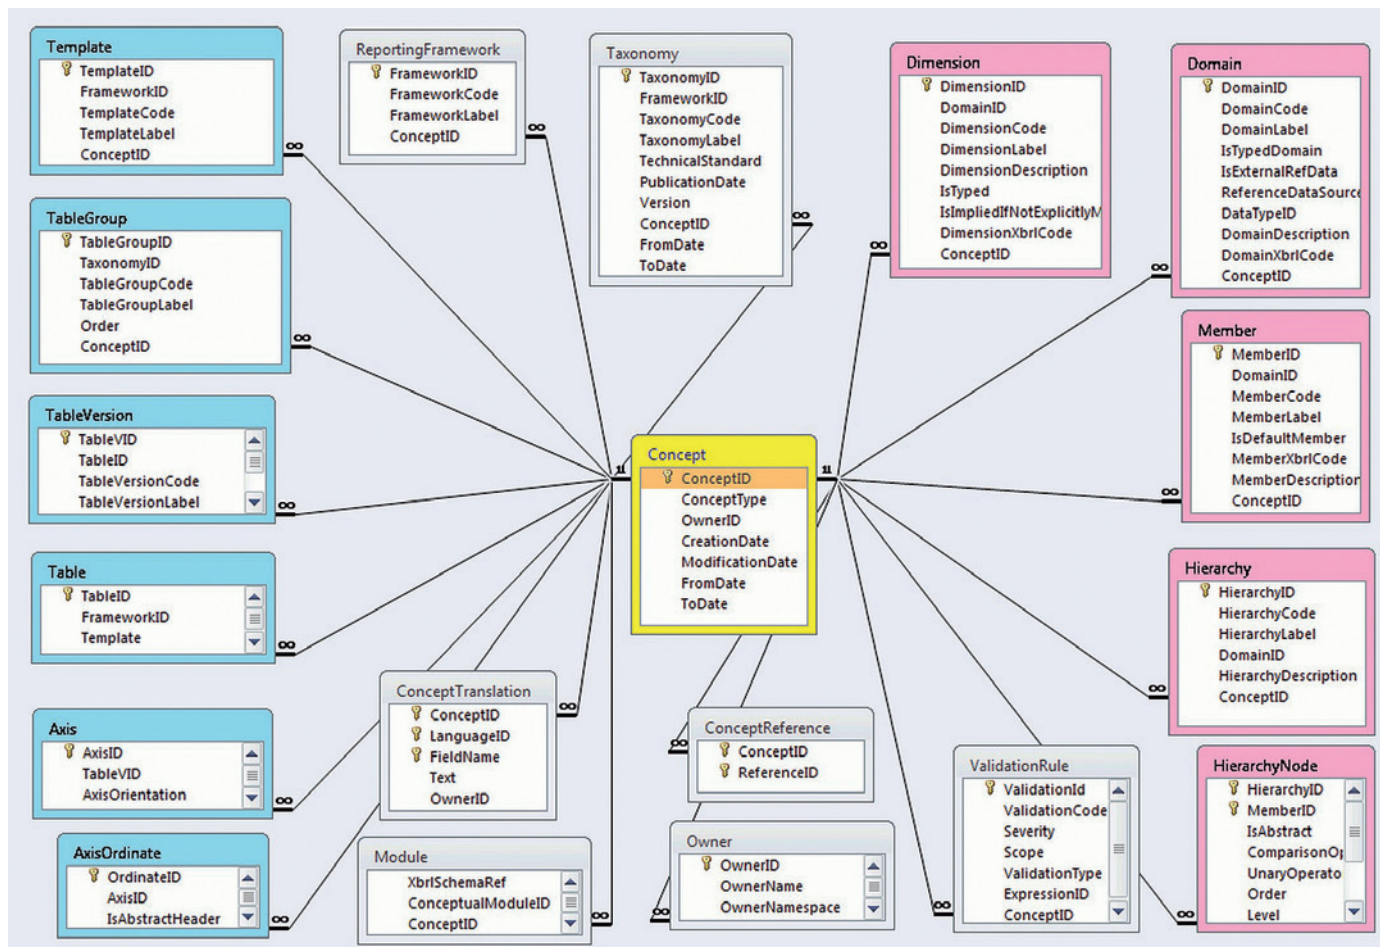 Template
TemplateID
FrameworkID
TemplateCode
TemplateLabel
ConceptID
ReportingFramework
FrameworkID
FrameworkCode
FrameworkLabel
ConceptID
Taxonomy
TaxonomyID
FrameworkID
TaxonomyCode
TaxonomyLabel
TechnicalStandard
PublicationDate
Version
ConceptID
FromDate
ToDate
Dimension
DimensionID
DomainID
DimensionCode
DimensionLabel
DimensionDescription
IsTyped
IsImpliedIfNotExplicitlyM
DimensionXbrlCode
ConceptID
Domain
DomainID
DomainCode
DomainLabel
IsTypedDomain
IsExternalRefData
ReferenceDataSource
DataTypeID
DomainDescription
DomainXbrlCode
ConceptID
TableGroup
TableGroupID
TaxonomyID
TableGroupCode
TableGroupLabel
Order
ConceptID
Member
MemberID
DomainID
MemberCode
MemberLabel
IsDefaultMember
MemberXbrlCode
MemberDescription
ConceptID
TableVersion
TableVID
TableID
TableVersionCode
TableVersionLabel
Concept
ConceptID
ConceptType
OwnerID
CreationDate
ModificationDate
FromDate
ToDate
Table
TableID
FrameworkID
Template
Hierarchy
HierarchyID
HierarchyCode
HierarchyLabel
DomainID
HierarchyDescription
ConceptID
Axis
AxisID
TableVID
AxisOrientation
ConceptTranslation
ConceptID
LanguageID
FieldName
Text
OwnerID
ConceptReference
ConceptID
ReferenceID
ValidationRule
ValidationId
ValidationCode
Severity
Scope
ValidationType
ExpressionID
ConceptID
HierarchyNode
HierarchyID
MemberID
IsAbstract
ComparisonOp
UnaryOperato
Order
Level
AxisOrdinate
OrdinateID
AxisID
IsAbstractHeader
Module
XbrlSchemaRef
ConceptualModuleID
ConceptID
Owner
OwnerID
OwnerName
OwnerNamespace